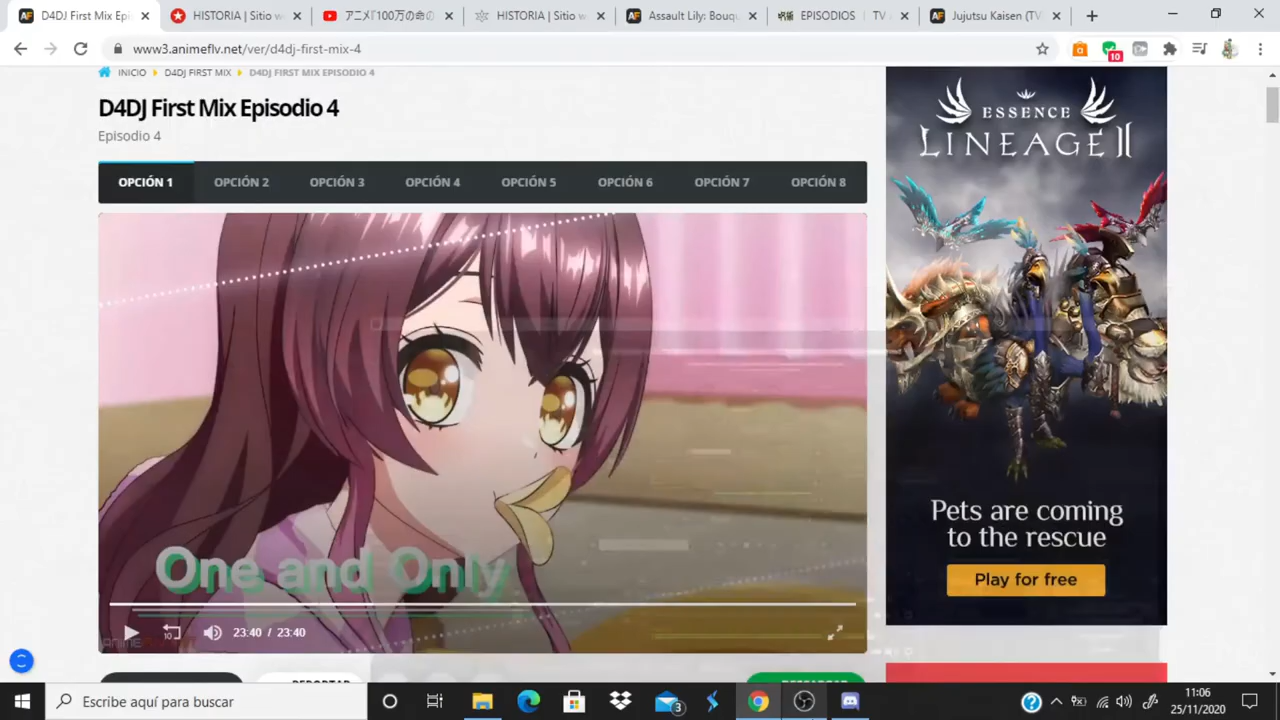 D4DJ First Mix Epi
HISTORIA | Sitio w
アニメ『100万の命の
HISTORIA | Sitio w
Assault Lily: Bouqu
EPISODIOS | TV
Jujutsu Kaisen (TV
www3.animeflv.net/ver/d4dj-first-mix-4
10
INICIO D4DJ FIRST MIX D4DJ FIRST MIX EPISODIO 4
D4DJ First Mix Episodio 4
Episodio 4
OPCIÓN 1 OPCIÓN 2 OPCIÓN 3 OPCIÓN 4 OPCIÓN 5 OPCIÓN 6 OPCIÓN 7 OPCIÓN 8
One and Only
10
23:40 / 23:40
ESSENCE
LINEAGE II
Pets are coming
to the rescue
Play for free
Escribe aquí para buscar
3
11:06
25/11/2020